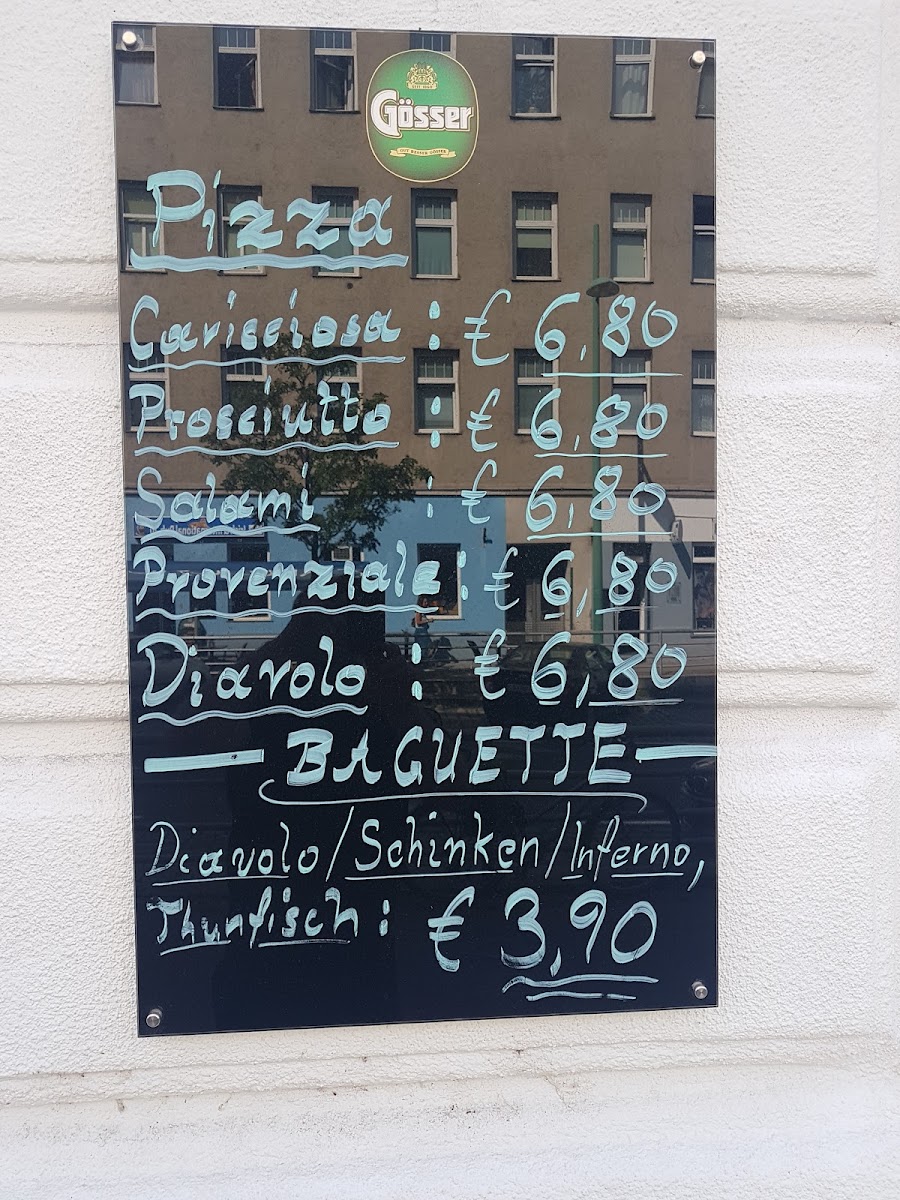 Gösser
Pizza
Caricciosa : € 6,80
Prosciutto : € 6,80
Salami : € 6,80
Provenziale : € 6,80
Diavolo : € 6,80
BAGUETTE
Diavolo/Schinken/Inferno,
Thunfisch : € 3,90